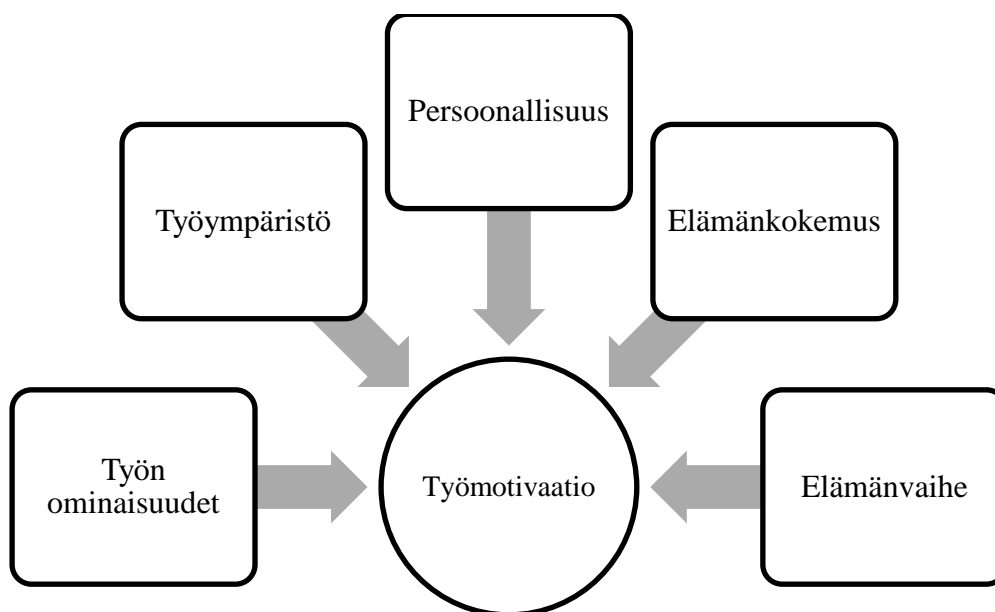 Persoonallisuus
Työympäristö
Elämänkokemus
Työn
ominaisuudet
Työmotivaatio
Elämänvaihe